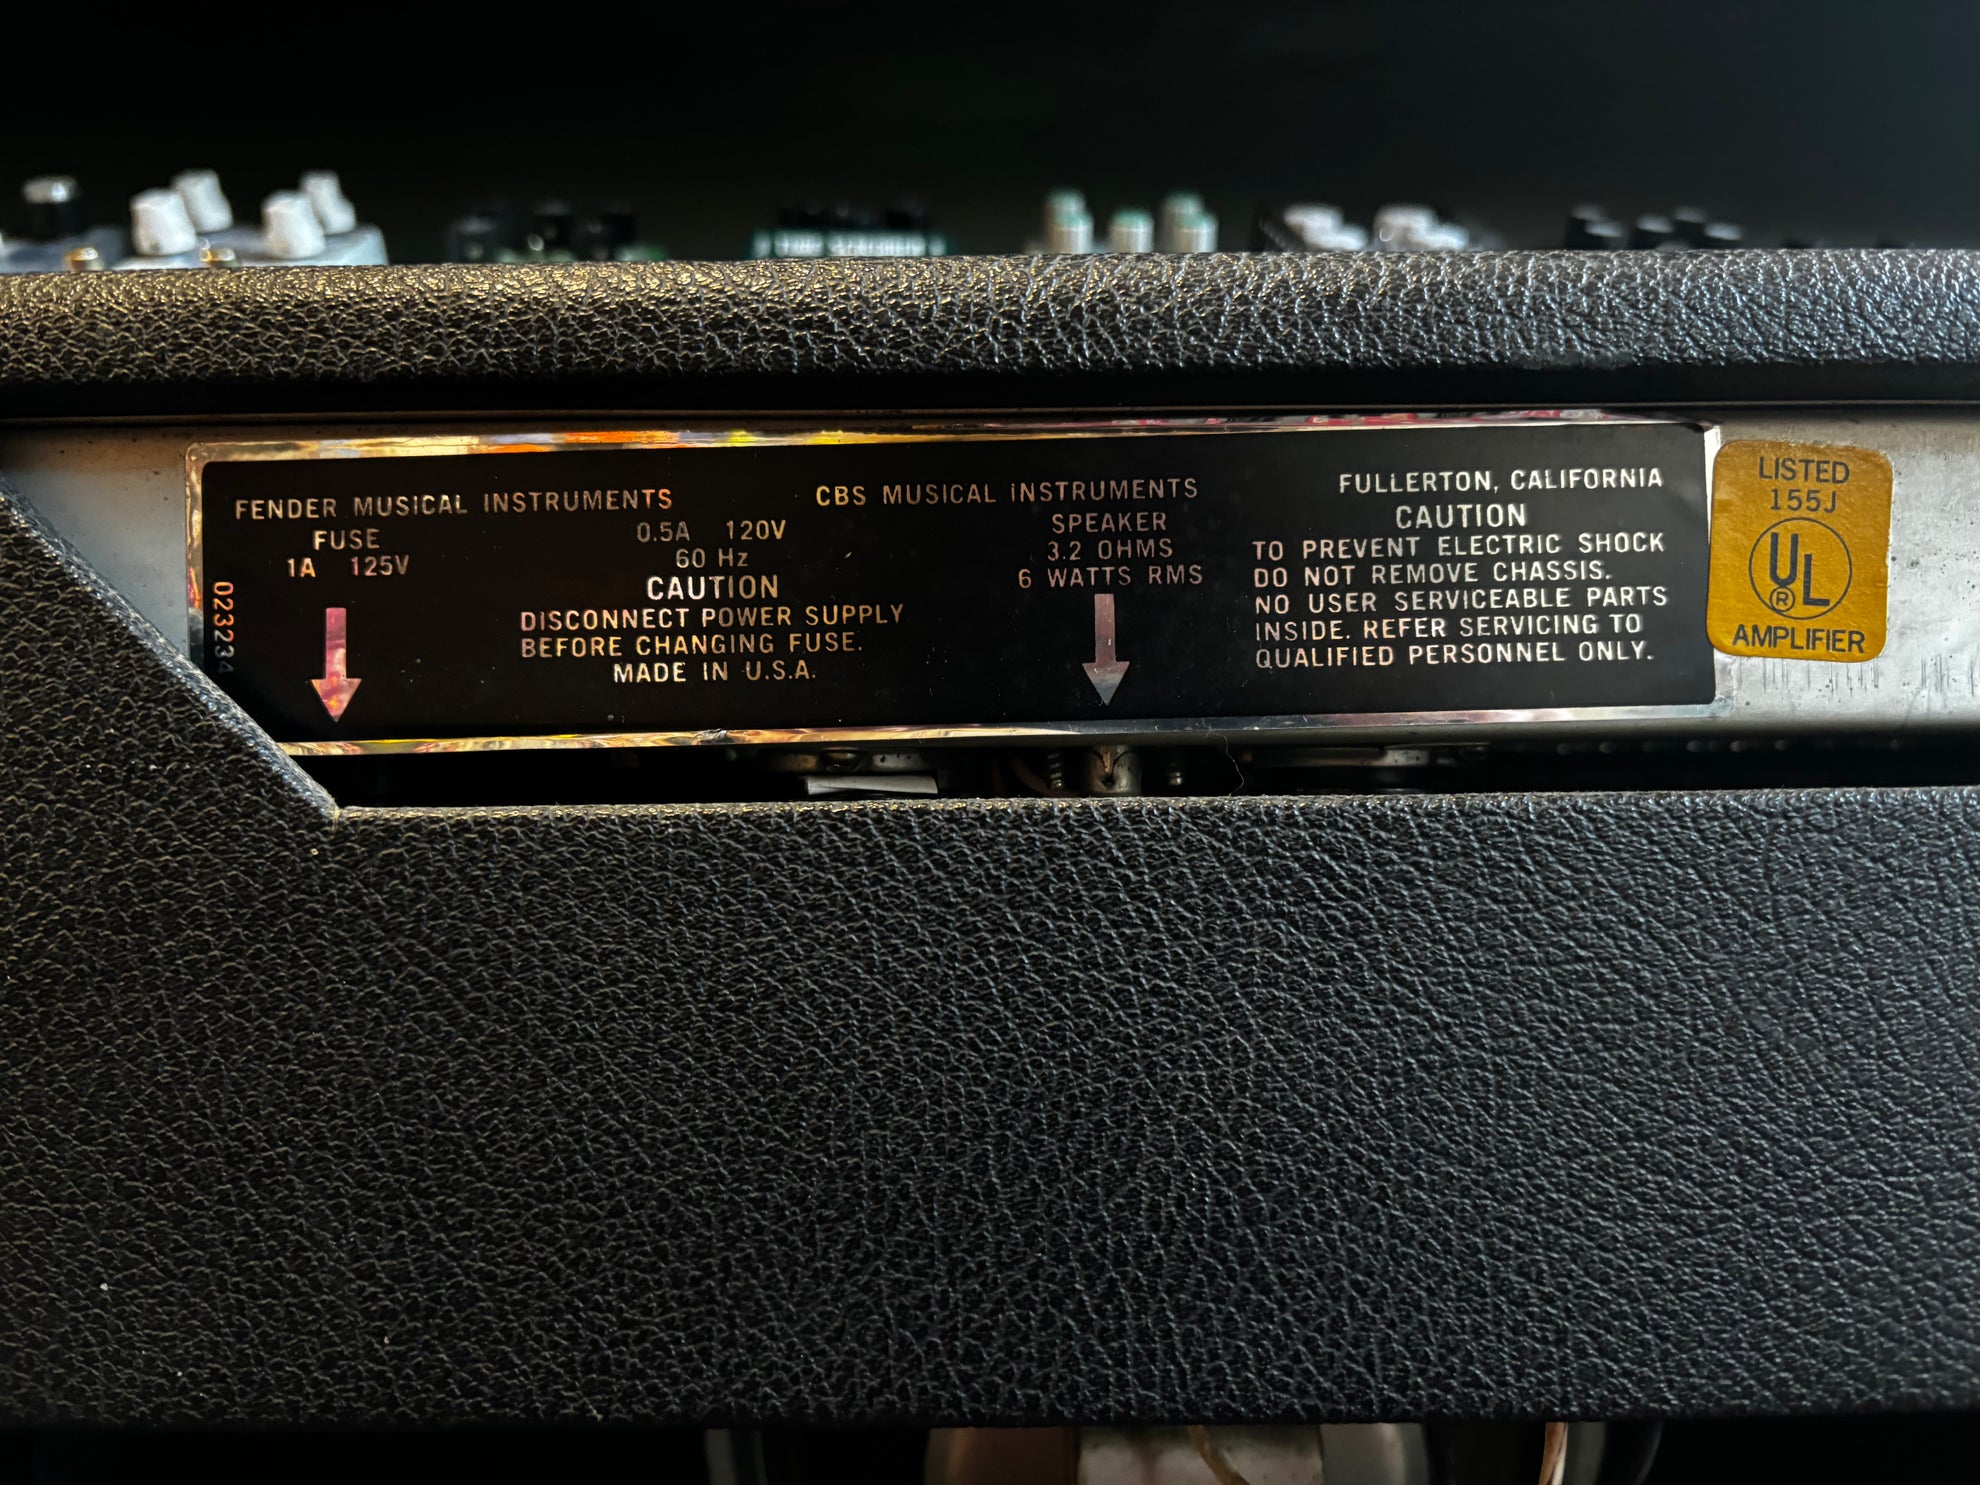 FENDER MUSICAL INSTRUMENTS
FUSE
1A 125V
023234
0.5A 120V
60 Hz
CAUTION
DISCONNECT POWER SUPPLY
BEFORE CHANGING FUSE.
MADE IN U.S.A.
CBS MUSICAL INSTRUMENTS
SPEAKER
3.2 OHMS
6 WATTS RMS
FULLERTON, CALIFORNIA
CAUTION
TO PREVENT ELECTRIC SHOCK
DO NOT REMOVE CHASSIS.
NO USER SERVICEABLE PARTS
INSIDE. REFER SERVICING TO
QUALIFIED PERSONNEL ONLY.
LISTED
155J
UL
®
AMPLIFIER